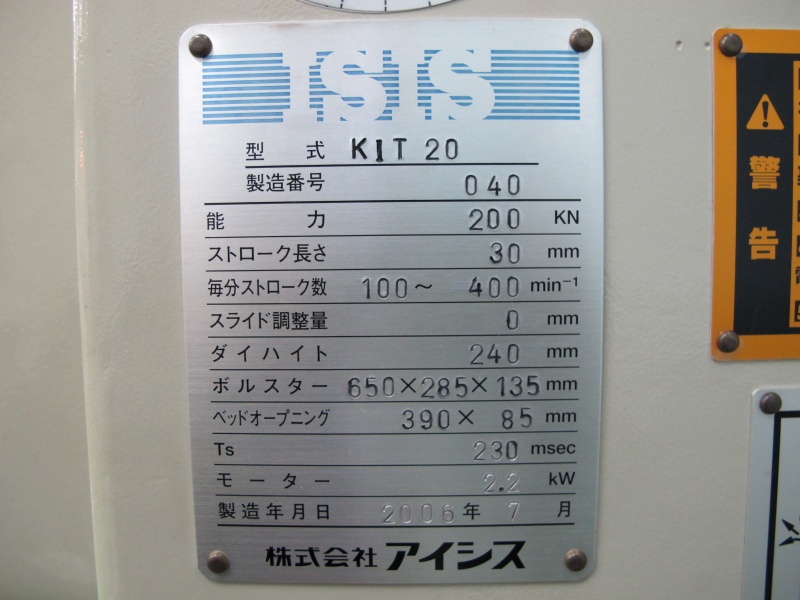 ISIS
型式 KIT 20
製造番号 040
能力 200 KN
ストローク長さ 30 mm
毎分ストローク数 100～ 400 min⁻¹
スライド調整量 0 mm
ダイハイト 240 mm
ボルスター 650×285×135 mm
ベッドオープニング 390× 85 mm
Ts 230 msec
モーター 2.2 kW
製造年月日 2006年 7 月
株式会社 アイシス
警告